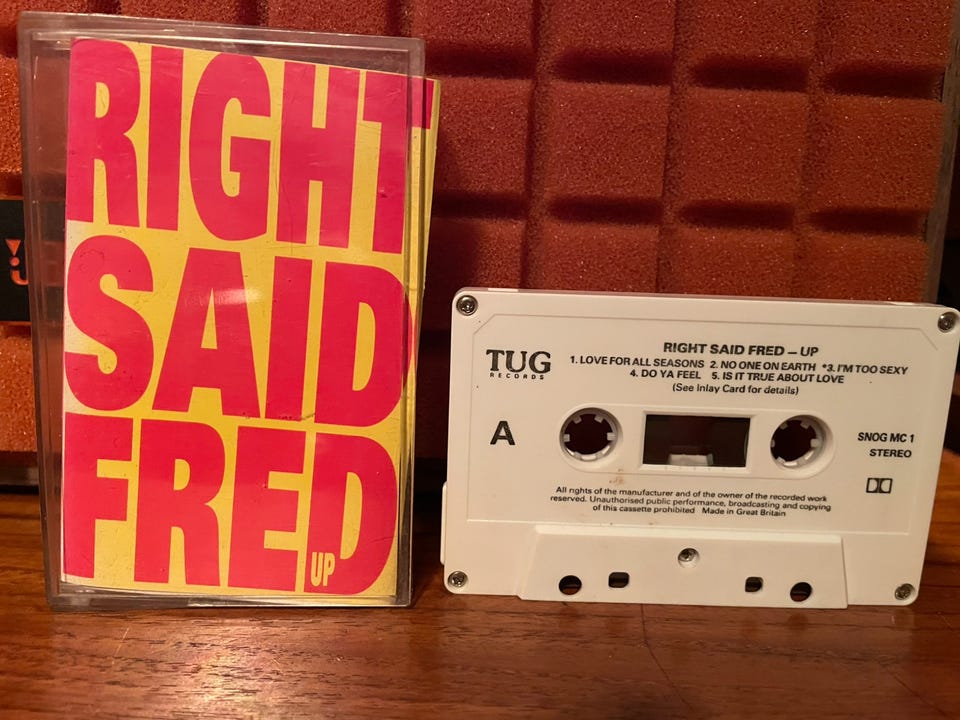 RIGHT
SAID
FRED
UP
TUG
RECORDS
RIGHT SAID FRED – UP
1. LOVE FOR ALL SEASONS 2. NO ONE ON EARTH *3. I'M TOO SEXY
4. DO YA FEEL 5. IS IT TRUE ABOUT LOVE
(See Inlay Card for details)
A
SNOG MC 1
STEREO
All rights of the manufacturer and of the owner of the recorded work
reserved. Unauthorised public performance, broadcasting and copying
of this cassette prohibited Made in Great Britain